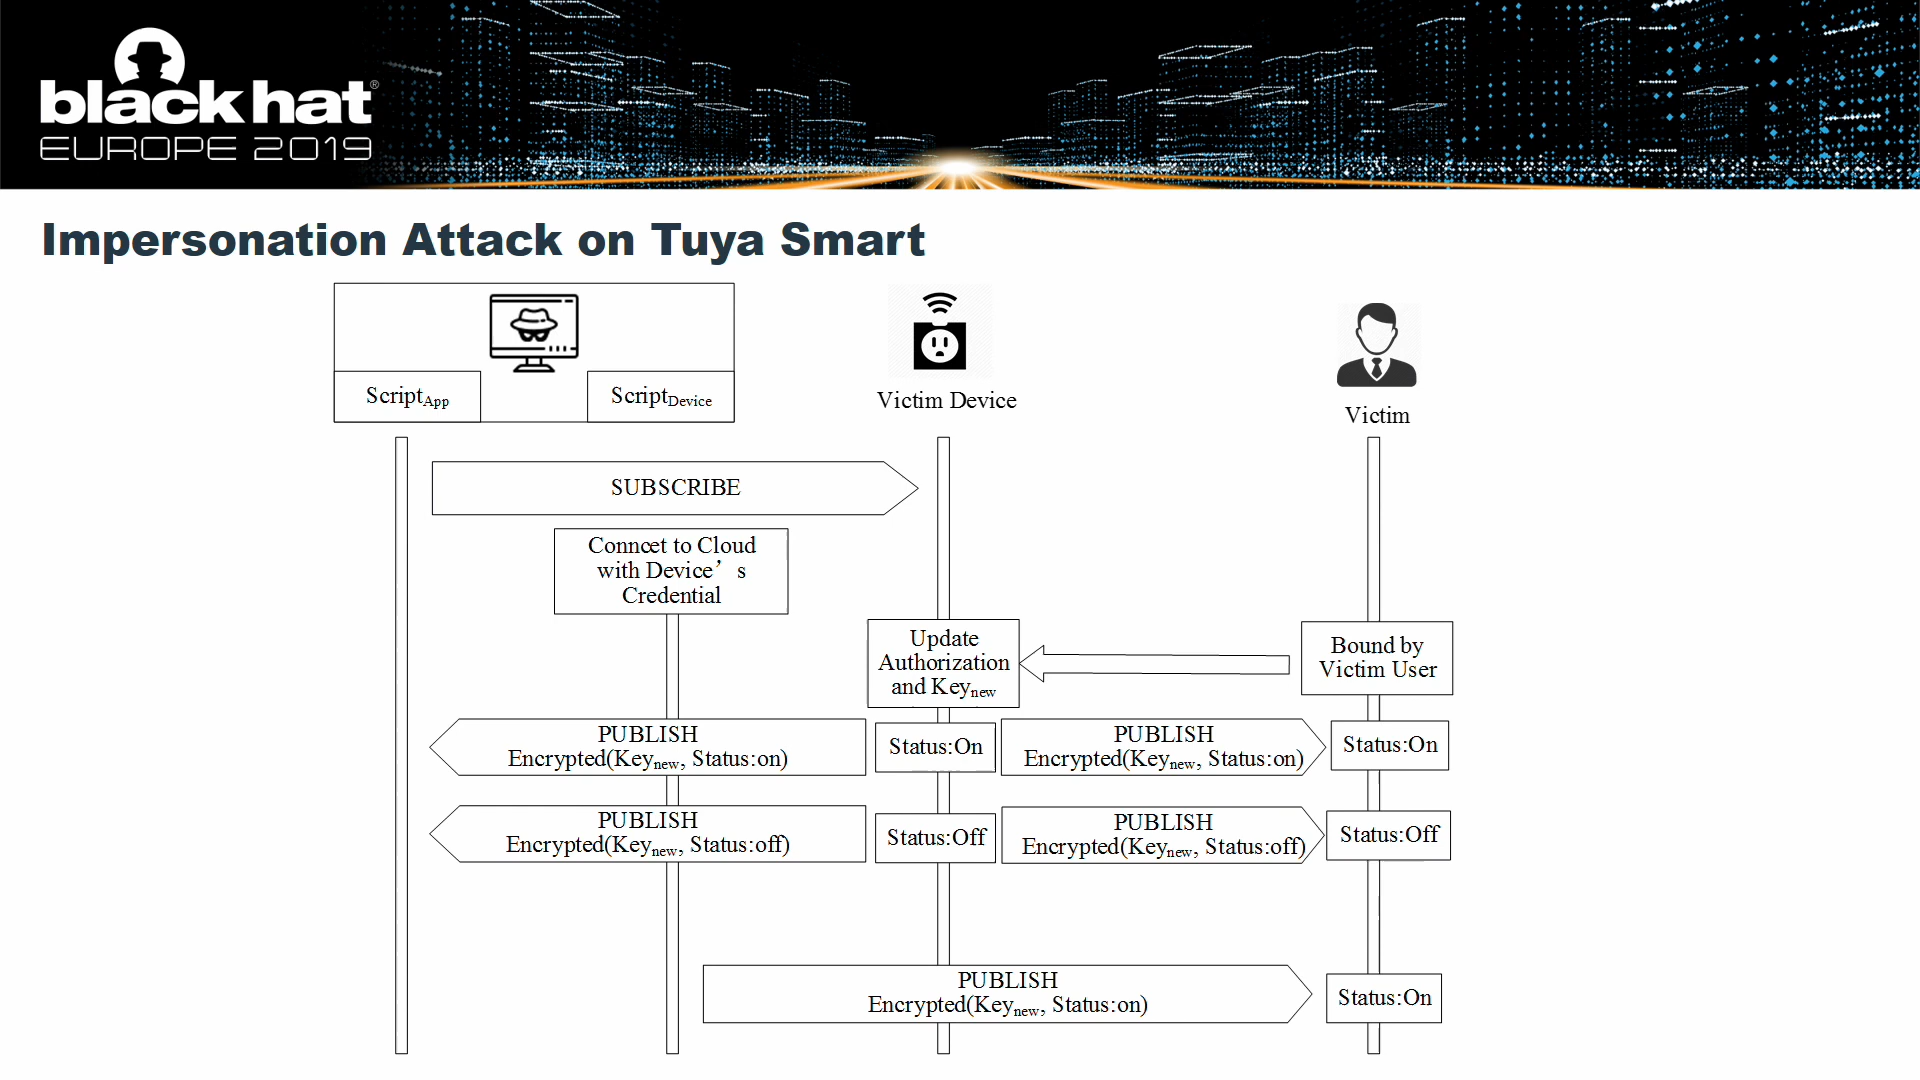 black hat®
EUROPE 2019
Impersonation Attack on Tuya Smart
ScriptApp
ScriptDevice
Victim Device
Victim
SUBSCRIBE
Conncet to Cloud
with Device’s
Credential
Update
Authorization
and Keynew
Bound by
Victim User
PUBLISH
Encrypted(Keynew, Status:on)
Status:On
PUBLISH
Encrypted(Keynew, Status:on)
Status:On
PUBLISH
Encrypted(Keynew, Status:off)
Status:Off
PUBLISH
Encrypted(Keynew, Status:off)
Status:Off
PUBLISH
Encrypted(Keynew, Status:on)
Status:On